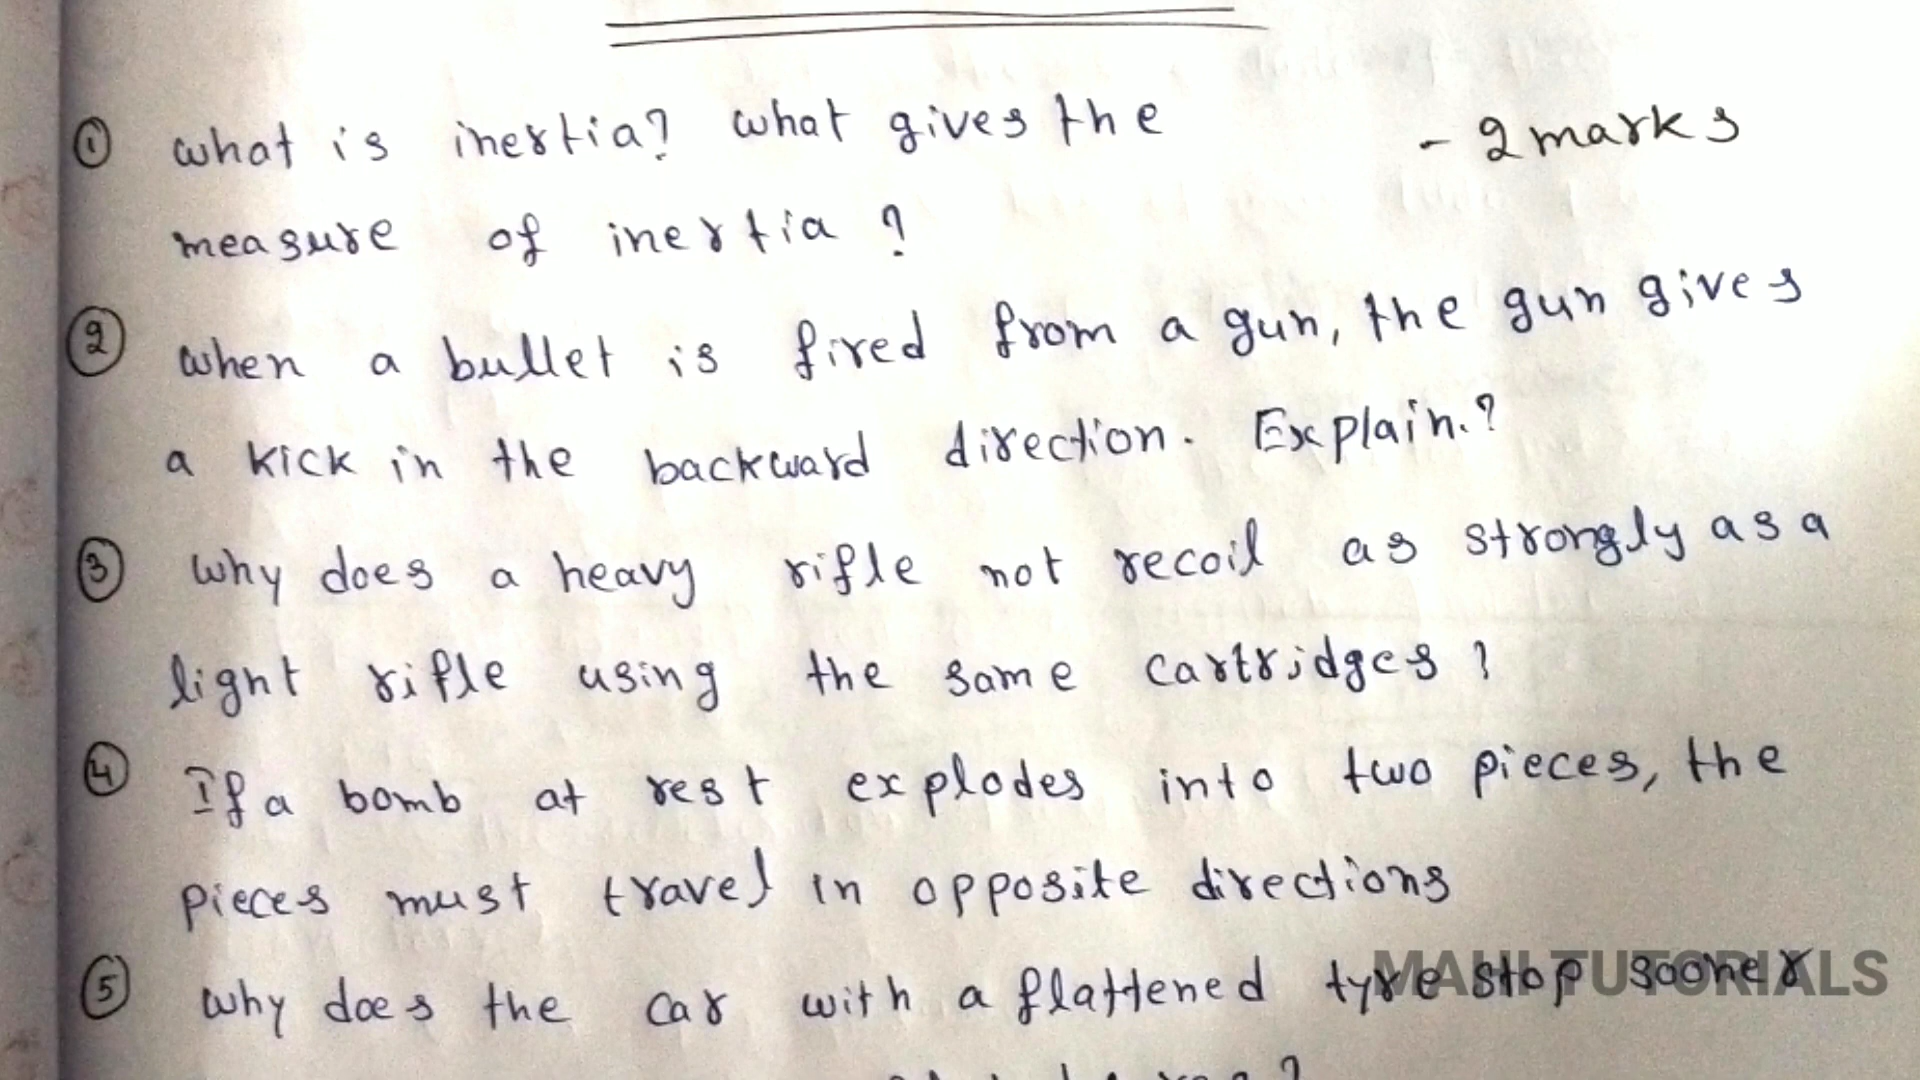 ① what is inertia? what gives the - 2 marks
measure of inertia ?
② when a bullet is fired from a gun, the gun gives
a kick in the backward direction. Explain.?
③ why does a heavy rifle not recoil as strongly as a
light rifle using the same cartridges ?
④ If a bomb at rest explodes into two pieces, the
pieces must travel in opposite directions
⑤ why does the car with a flattened tyre stop sooner
MAHI TUTORIALS